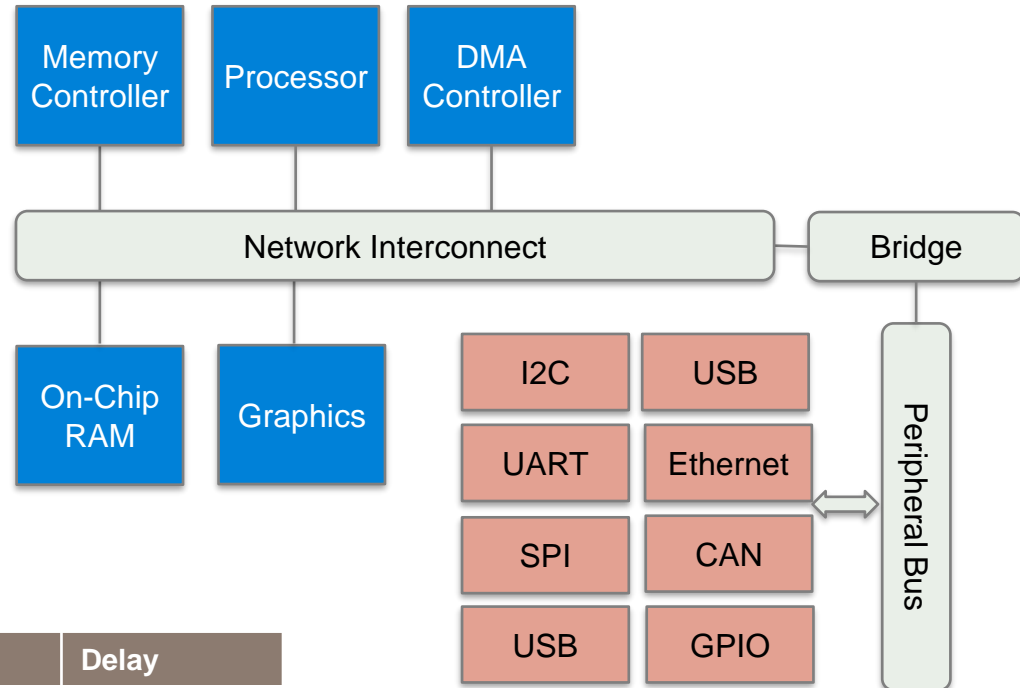 Memory
Controller
Processor
DMA
Controller
Network Interconnect
Bridge
On-Chip
RAM
Graphics
I2C
USB
UART
Ethernet
SPI
CAN
USB
GPIO
Peripheral Bus
Delay